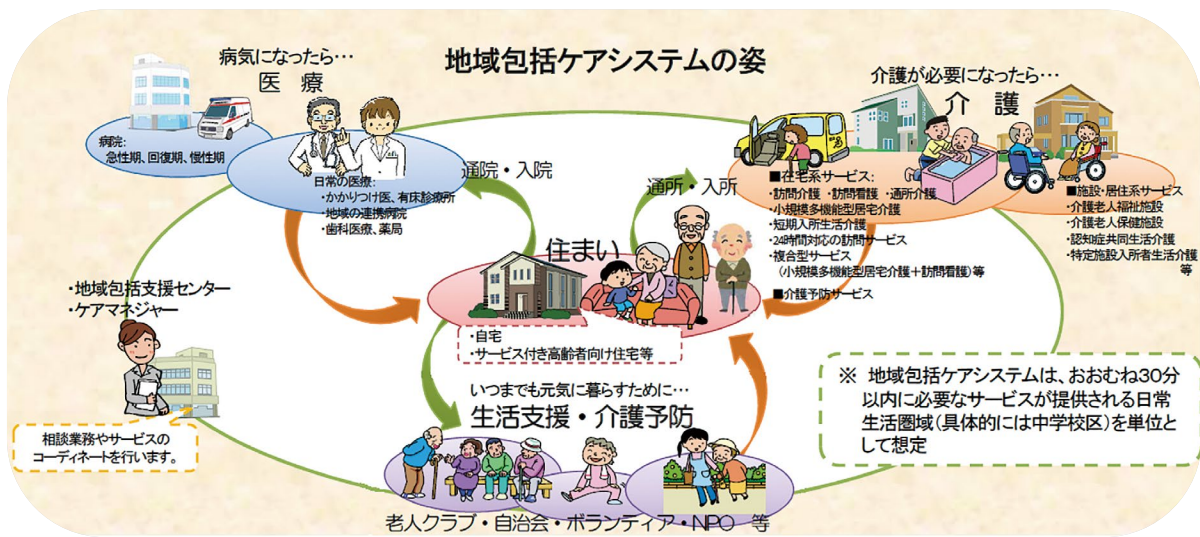 地域包括ケアシステムの姿
病気になったら…
医　療
病院:
急性期、回復期、慢性期
日常の医療:
・かかりつけ医、有床診療所
・地域の連携病院
・歯科医療、薬局
通院・入院
通所・入所
介護が必要になったら…
介　護
■在宅系サービス:
・訪問介護　・訪問看護　・通所介護
・小規模多機能型居宅介護
・短期入所生活介護
・24時間対応の訪問サービス
・複合型サービス
（小規模多機能型居宅介護＋訪問看護）等
■介護予防サービス
■施設・居住系サービス
・介護老人福祉施設
・介護老人保健施設
・認知症共同生活介護
・特定施設入所者生活介護
等
住まい
・自宅
・サービス付き高齢者向け住宅等
・地域包括支援センター
・ケアマネジャー
相談業務やサービスの
コーディネートを行います。
いつまでも元気に暮らすために…
生活支援・介護予防
老人クラブ・自治会・ボランティア・NPO　等
※　地域包括ケアシステムは、おおむね30分
以内に必要なサービスが提供される日常
生活圏域（具体的には中学校区）を単位と
して想定